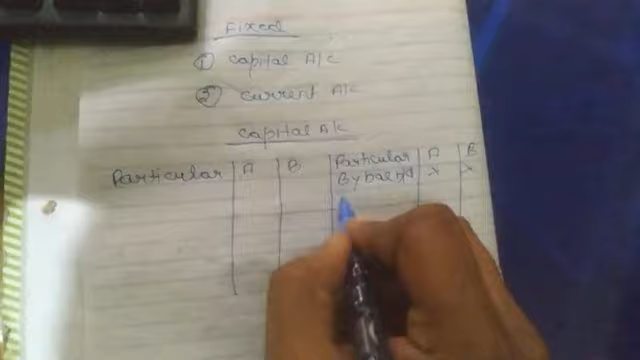 Fixed
① Capital A/c
② Current A/c
Capital A/c
Particular A B Particular A B
By bal b/d x x